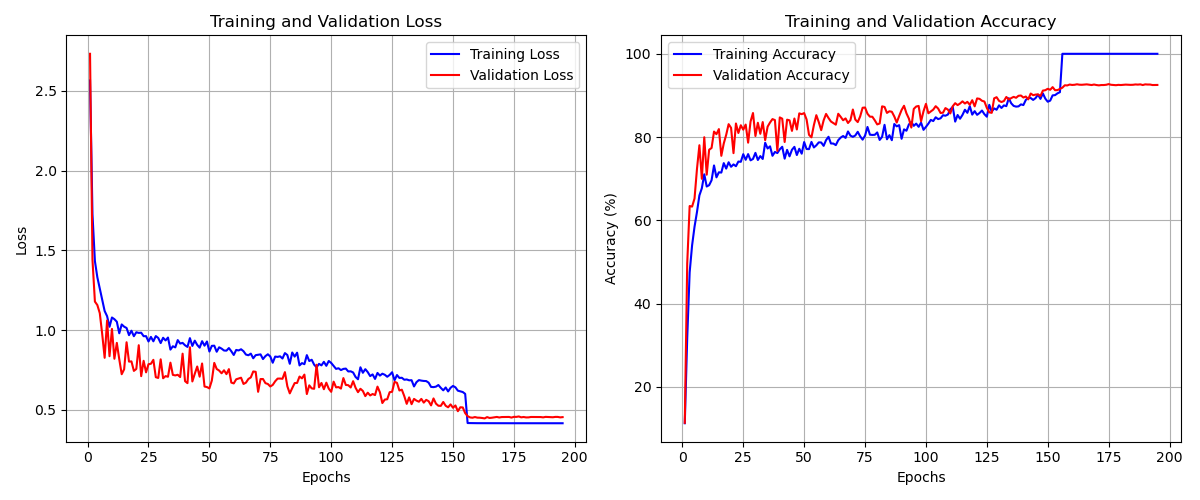 Training and Validation Loss
Training Loss
Validation Loss
Loss
2.5
2.0
1.5
1.0
0.5
0 25 50 75 100 125 150 175 200
Epochs
Training and Validation Accuracy
Training Accuracy
Validation Accuracy
Accuracy (%)
100
80
60
40
20
0 25 50 75 100 125 150 175 200
Epochs